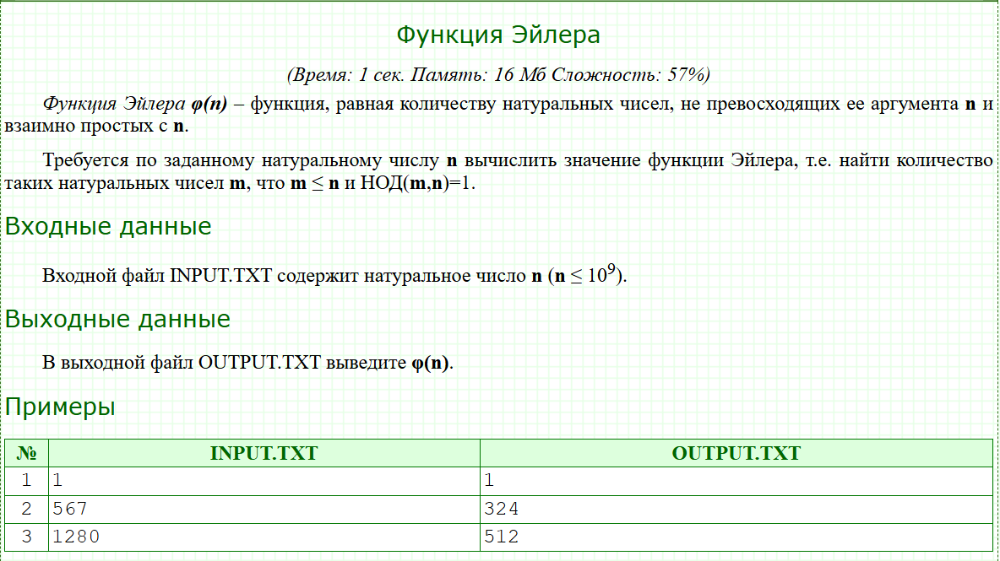 Функция Эйлера
(Время: 1 сек. Память: 16 Мб Сложность: 57%)
Функция Эйлера φ(n) – функция, равная количеству натуральных чисел, не превосходящих ее аргумента n и
взаимно простых с n.
Требуется по заданному натуральному числу n вычислить значение функции Эйлера, т.е. найти количество
таких натуральных чисел m, что m ≤ n и НОД(m,n)=1.
Входные данные
Входной файл INPUT.TXT содержит натуральное число n (n ≤ 10⁹).
Выходные данные
В выходной файл OUTPUT.TXT выведите φ(n).
Примеры
№ INPUT.TXT OUTPUT.TXT
1 1 1
2 567 324
3 1280 512